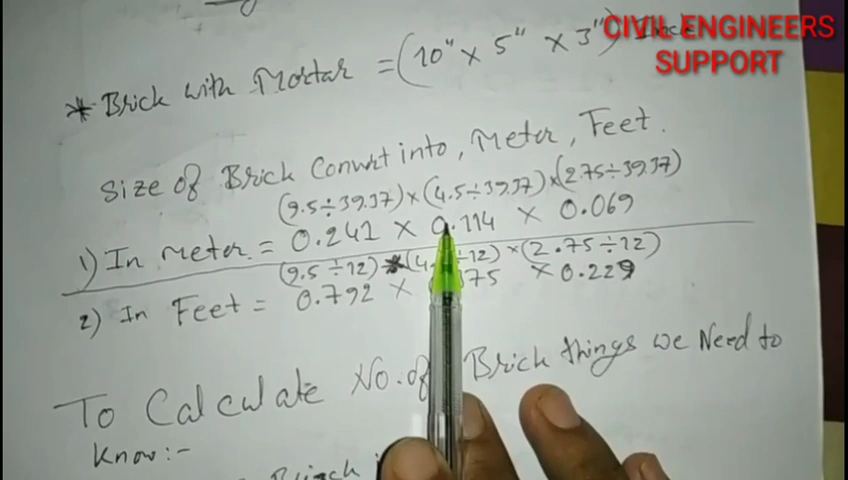 CIVIL ENGINEERS
SUPPORT
* Brick with Mortar = (10" x 5" x 3")
Size of Brick Convert into, Meter, Feet.
(9.5÷39.37)×(4.5÷39.37)×(2.75÷39.37)
1) In meter = 0.241 × 0.114 × 0.069
(9.5÷12) × (4. ÷12) × (2.75÷12)
2) In Feet = 0.792 × 75 × 0.229
To Calculate No. of Brick things we Need to
Know:-